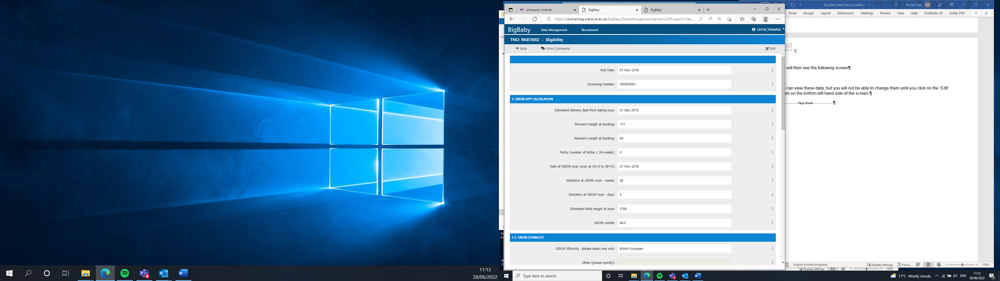 University Intranet
BigBaby
BigBaby
https://ctutraining.warwick.ac.uk/BigBaby/DataManagement/dynamicCRF.aspx?z=tab_...
BigBaby Data Management Recruitment UHCW_TRAINING
TNO: RKB11002 - Eligibility
Back Form Comments Edit
Visit Date: 01-Nov-2018
Screening number: SRKB00001
1. GROW APP CALCULATION
Estimated delivery date from dating scan: 01-Dec-2018
Woman's height at booking: 173
Woman's weight at booking: 69
Parity (number of births ≥ 24 weeks): 0
Date of GROW scan (scan at 35+0 to 38+0): 01-Nov-2018
Gestation at GROW scan - weeks: 36
Gestation at GROW scan - days: 6
Estimated fetal weight at scan: 3768
GROW centile: 99.6
1.1. GROW ETHNICITY
GROW Ethnicity - please select one only: British European
Other (please specify):
Big Baby Data Entry Guidelin... Wood, Sara WS
Draw Design Layout References Mailings Review View Help EndNote X9 Kofax PDF
will then see the following screen¶
can view these data, but you will not be able to change them until you click on the 'Edit'
on on the bottom left hand side of the screen.¶
Page Break ¶
English (United Kingdom) Display Settings Focus 110%
Display Settings 100%
11:13
28/06/2022
Type here to search
17°C Mostly cloudy ENG
11:13
28/06/2022